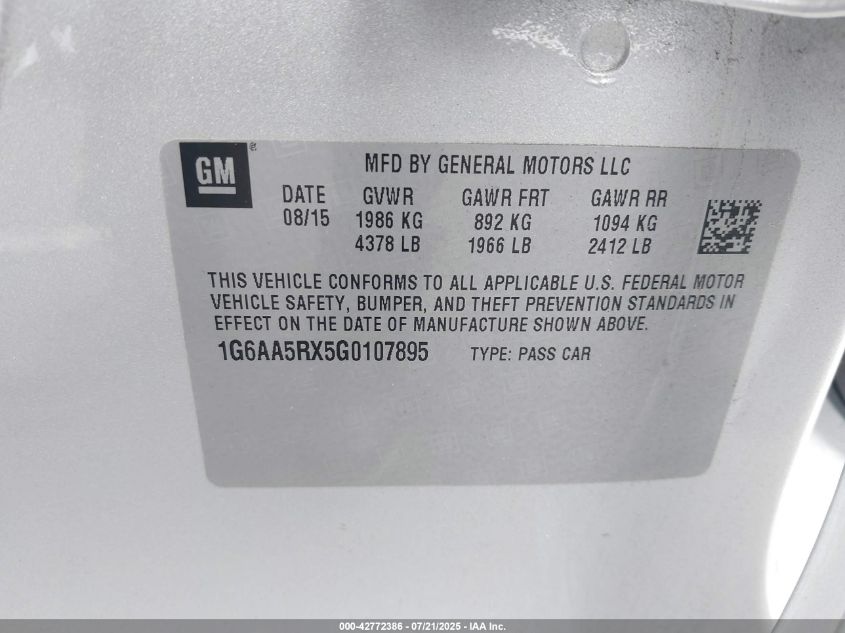 GM®
MFD BY GENERAL MOTORS LLC
DATE GVWR GAWR FRT GAWR RR
08/15 1986 KG 892 KG 1094 KG
4378 LB 1966 LB 2412 LB
THIS VEHICLE CONFORMS TO ALL APPLICABLE U.S. FEDERAL MOTOR
VEHICLE SAFETY, BUMPER, AND THEFT PREVENTION STANDARDS IN
EFFECT ON THE DATE OF MANUFACTURE SHOWN ABOVE.
1G6AA5RX5G0107895 TYPE: PASS CAR
000-42772386 - 07/21/2025 - IAA Inc.